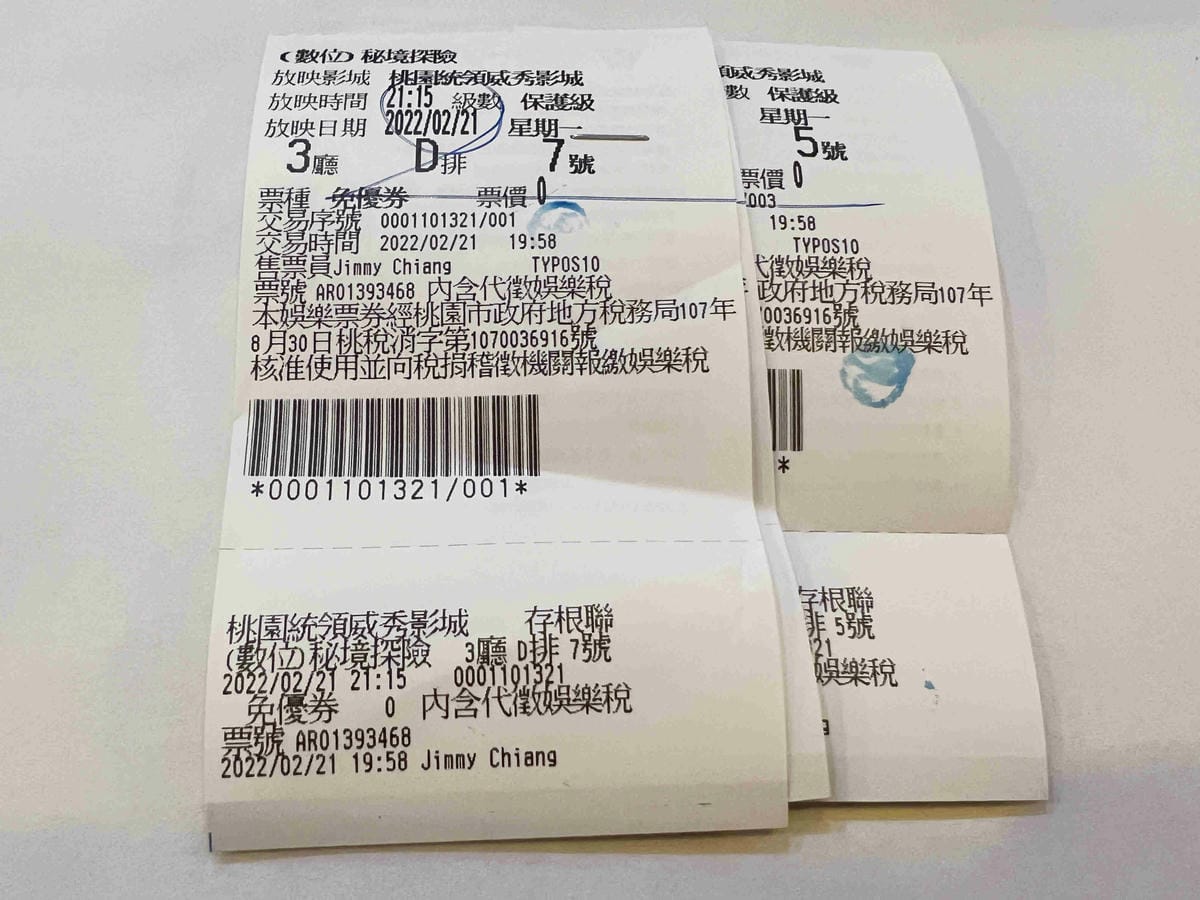 (數位) 秘境探險
放映影城 桃園統領威秀影城
放映時間 21:15 級數 保護級
放映日期 2022/02/21 星期一
3廳 D排 7號
票種 免優券 票價 0
交易序號 0001101321/001
交易時間 2022/02/21 19:58
售票員Jimmy Chiang TYPOS10
票號 AR01393468 內含代徵娛樂稅
本娛樂票券經桃園市政府地方稅務局107年
8月30日桃稅消字第1070036916號
核准使用並向稅捐稽徵機關報繳娛樂稅
*0001101321/001*
桃園統領威秀影城 存根聯
(數位)秘境探險 3廳 D排 7號
2022/02/21 21:15 0001101321
免優券 0 內含代徵娛樂稅
票號 AR01393468
2022/02/21 19:58 Jimmy Chiang
領威秀影城
數 保護級
星期一
5號
票價 0
/003
19:58
TYPOS10
代徵娛樂稅
政府地方稅務局107年
0036916號
徵機關報繳娛樂稅
*
存根聯
排 5號
21
娛樂稅
g